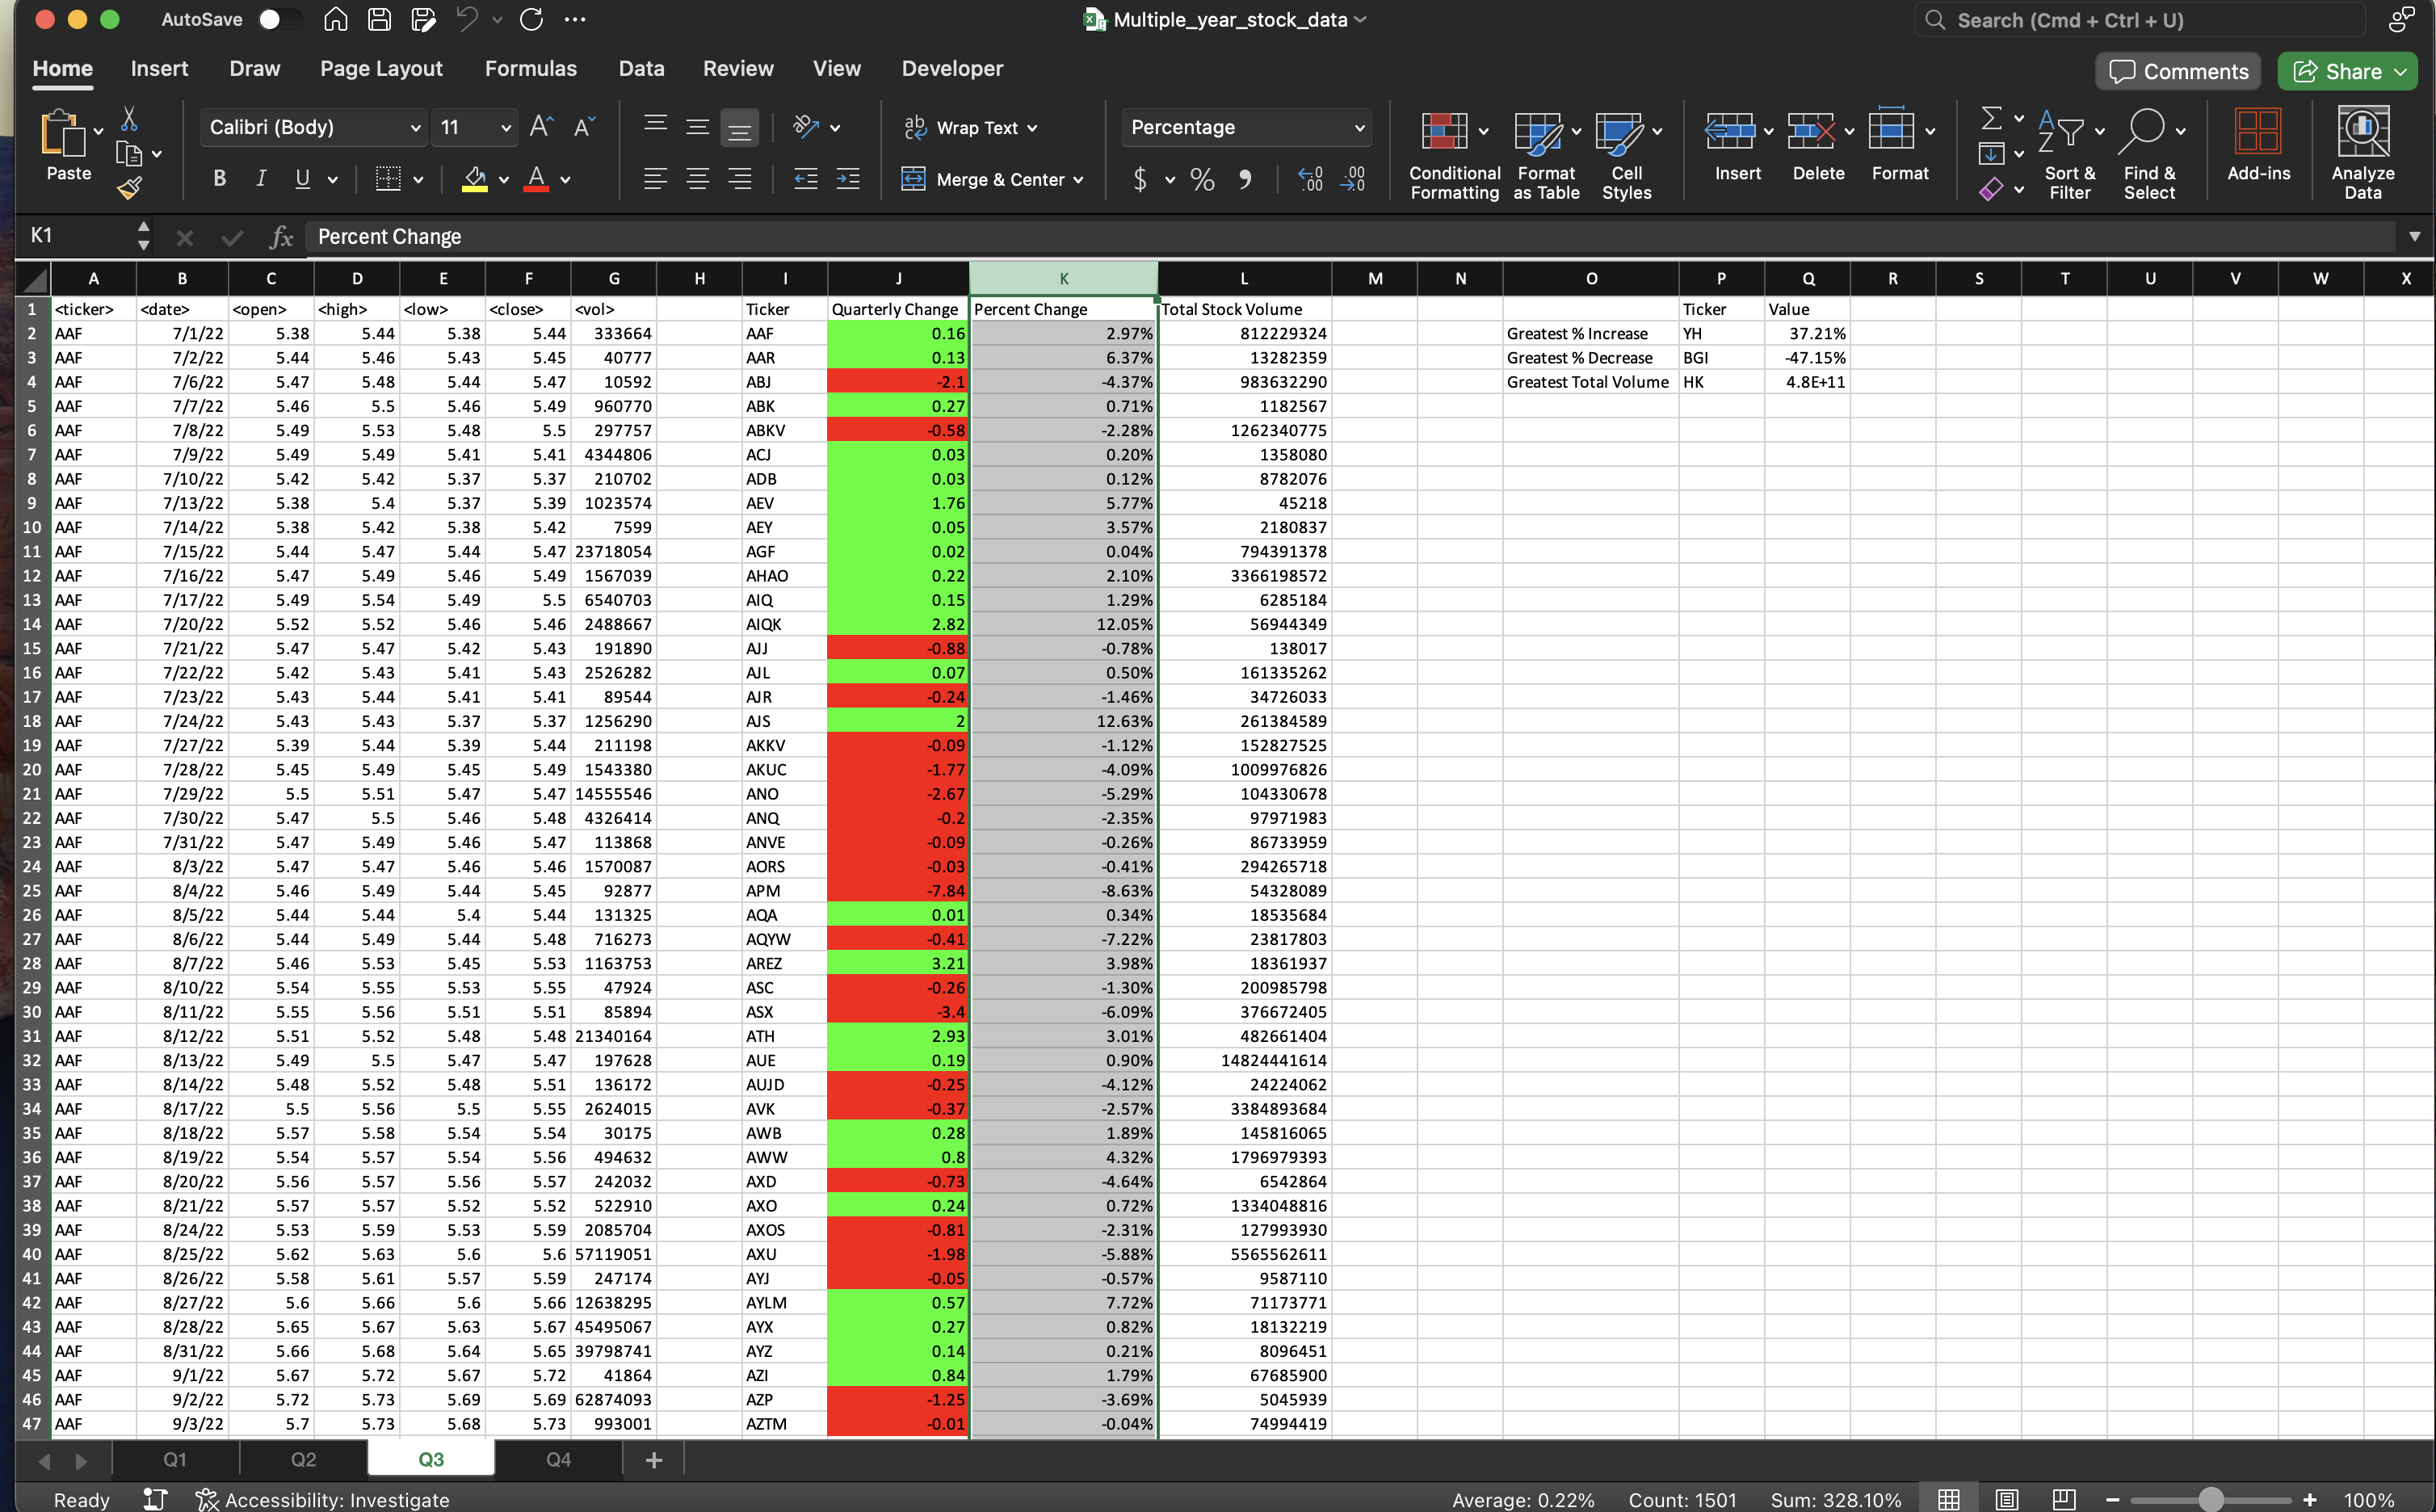 AutoSave Multiple_year_stock_data Search (Cmd + Ctrl + U)
Home Insert Draw Page Layout Formulas Data Review View Developer Comments Share
Paste Calibri (Body) 11 A^ A˅ ab c Wrap Text Percentage Conditional Formatting Format as Table Cell Styles Insert Delete Format Sort & Filter Find & Select Add-ins Analyze Data
B I U A Merge & Center $ % 9 .00 .00
K1 fx Percent Change
A B C D E F G H I J K L M N O P Q R S T U V W X
1 <ticker> <date> <open> <high> <low> <close> <vol> Ticker Quarterly Change Percent Change Total Stock Volume Ticker Value
2 AAF 7/1/22 5.38 5.44 5.38 5.44 333664 AAF 0.16 2.97% 812229324 Greatest % Increase YH 37.21%
3 AAF 7/2/22 5.44 5.46 5.43 5.45 40777 AAR 0.13 6.37% 13282359 Greatest % Decrease BGI -47.15%
4 AAF 7/6/22 5.47 5.48 5.44 5.47 10592 ABJ -2.1 -4.37% 983632290 Greatest Total Volume HK 4.8E+11
5 AAF 7/7/22 5.46 5.5 5.46 5.49 960770 ABK 0.27 0.71% 1182567
6 AAF 7/8/22 5.49 5.53 5.48 5.5 297757 ABKV -0.58 -2.28% 1262340775
7 AAF 7/9/22 5.49 5.49 5.41 5.41 4344806 ACJ 0.03 0.20% 1358080
8 AAF 7/10/22 5.42 5.42 5.37 5.37 210702 ADB 0.03 0.12% 8782076
9 AAF 7/13/22 5.38 5.4 5.37 5.39 1023574 AEV 1.76 5.77% 45218
10 AAF 7/14/22 5.38 5.42 5.38 5.42 7599 AEY 0.05 3.57% 2180837
11 AAF 7/15/22 5.44 5.47 5.44 5.47 23718054 AGF 0.02 0.04% 794391378
12 AAF 7/16/22 5.47 5.49 5.46 5.49 1567039 AHAO 0.22 2.10% 3366198572
13 AAF 7/17/22 5.49 5.54 5.49 5.5 6540703 AIQ 0.15 1.29% 6285184
14 AAF 7/20/22 5.52 5.52 5.46 5.46 2488667 AIQK 2.82 12.05% 56944349
15 AAF 7/21/22 5.47 5.47 5.42 5.43 191890 AJJ -0.88 -0.78% 138017
16 AAF 7/22/22 5.42 5.43 5.41 5.43 2526282 AJL 0.07 0.50% 161335262
17 AAF 7/23/22 5.43 5.44 5.41 5.41 89544 AJR -0.24 -1.46% 34726033
18 AAF 7/24/22 5.43 5.43 5.37 5.37 1256290 AJS 2 12.63% 261384589
19 AAF 7/27/22 5.39 5.44 5.39 5.44 211198 AKKV -0.09 -1.12% 152827525
20 AAF 7/28/22 5.45 5.49 5.45 5.49 1543380 AKUC -1.77 -4.09% 1009976826
21 AAF 7/29/22 5.5 5.51 5.47 5.47 14555546 ANO -2.67 -5.29% 104330678
22 AAF 7/30/22 5.47 5.5 5.46 5.48 4326414 ANQ -0.2 -2.35% 97971983
23 AAF 7/31/22 5.47 5.49 5.46 5.47 113868 ANVE -0.09 -0.26% 86733959
24 AAF 8/3/22 5.47 5.47 5.46 5.46 1570087 AORS -0.03 -0.41% 294265718
25 AAF 8/4/22 5.46 5.49 5.44 5.45 92877 APM -7.84 -8.63% 54328089
26 AAF 8/5/22 5.44 5.44 5.4 5.44 131325 AQA 0.01 0.34% 18535684
27 AAF 8/6/22 5.44 5.49 5.44 5.48 716273 AQYW -0.41 -7.22% 23817803
28 AAF 8/7/22 5.46 5.53 5.45 5.53 1163753 AREZ 3.21 3.98% 18361937
29 AAF 8/10/22 5.54 5.55 5.53 5.55 47924 ASC -0.26 -1.30% 200985798
30 AAF 8/11/22 5.55 5.56 5.51 5.51 85894 ASX -3.4 -6.09% 376672405
31 AAF 8/12/22 5.51 5.52 5.48 5.48 21340164 ATH 2.93 3.01% 482661404
32 AAF 8/13/22 5.49 5.5 5.47 5.47 197628 AUE 0.19 0.90% 14824441614
33 AAF 8/14/22 5.48 5.52 5.48 5.51 136172 AUJD -0.25 -4.12% 24224062
34 AAF 8/17/22 5.5 5.56 5.5 5.55 2624015 AVK -0.37 -2.57% 3384893684
35 AAF 8/18/22 5.57 5.58 5.54 5.54 30175 AWB 0.28 1.89% 145816065
36 AAF 8/19/22 5.54 5.57 5.54 5.56 494632 AWW 0.8 4.32% 1796979393
37 AAF 8/20/22 5.56 5.57 5.56 5.57 242032 AXD -0.73 -4.64% 6542864
38 AAF 8/21/22 5.57 5.57 5.52 5.52 522910 AXO 0.24 0.72% 1334048816
39 AAF 8/24/22 5.53 5.59 5.53 5.59 2085704 AXOS -0.81 -2.31% 127993930
40 AAF 8/25/22 5.62 5.63 5.6 5.6 57119051 AXU -1.98 -5.88% 5565562611
41 AAF 8/26/22 5.58 5.61 5.57 5.59 247174 AYJ -0.05 -0.57% 9587110
42 AAF 8/27/22 5.6 5.66 5.6 5.66 12638295 AYLM 0.57 7.72% 71173771
43 AAF 8/28/22 5.65 5.67 5.63 5.67 45495067 AYX 0.27 0.82% 18132219
44 AAF 8/31/22 5.66 5.68 5.64 5.65 39798741 AYZ 0.14 0.21% 8096451
45 AAF 9/1/22 5.67 5.72 5.67 5.72 41864 AZI 0.84 1.79% 67685900
46 AAF 9/2/22 5.72 5.73 5.69 5.69 62874093 AZP -1.25 -3.69% 5045939
47 AAF 9/3/22 5.7 5.73 5.68 5.73 993001 AZTM -0.01 -0.04% 74994419
Q1 Q2 Q3 Q4 +
Ready Accessibility: Investigate Average: 0.22% Count: 1501 Sum: 328.10% 100%